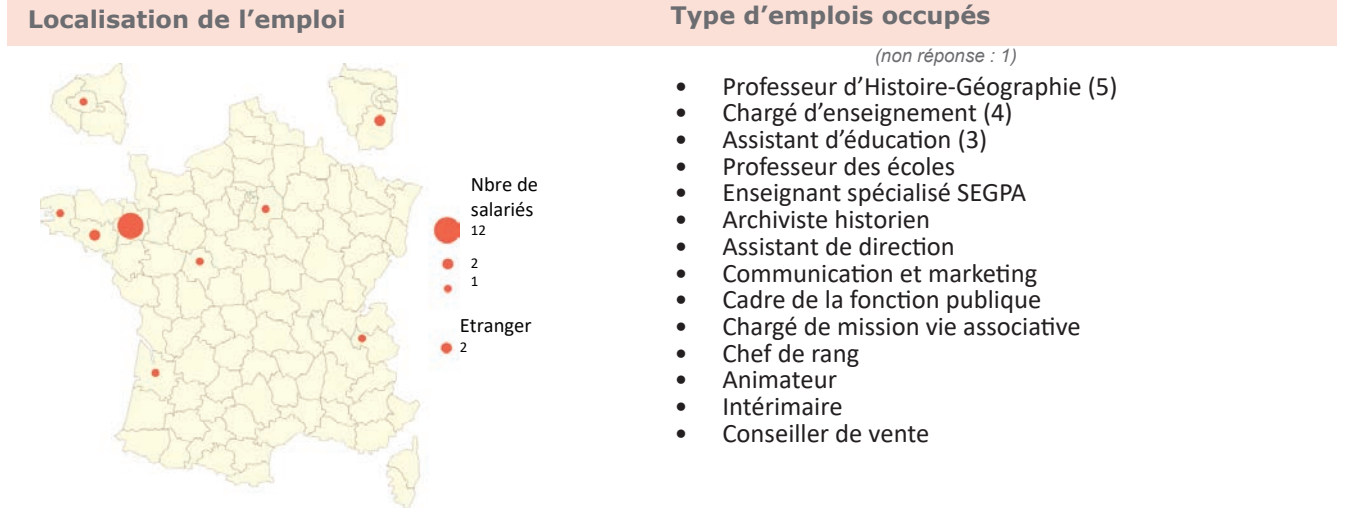 Localisation de l’emploi
Nbre de
salariés
12
2
1
Etranger
2
Type d’emplois occupés
(non réponse : 1)
• Professeur d’Histoire-Géographie (5)
• Chargé d’enseignement (4)
• Assistant d’éducation (3)
• Professeur des écoles
• Enseignant spécialisé SEGPA
• Archiviste historien
• Assistant de direction
• Communication et marketing
• Cadre de la fonction publique
• Chargé de mission vie associative
• Chef de rang
• Animateur
• Intérimaire
• Conseiller de vente